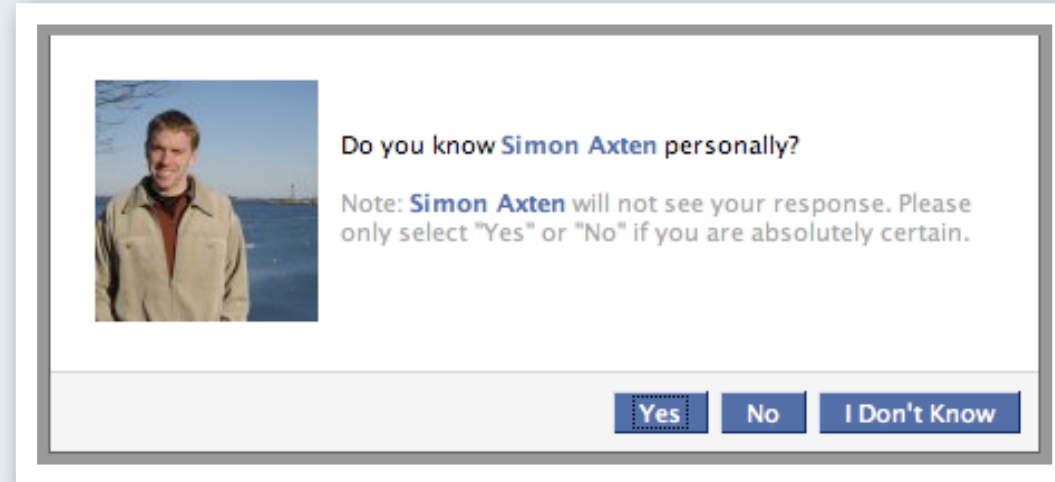 Do you know Simon Axten personally?
Note: Simon Axten will not see your response. Please
only select "Yes" or "No" if you are absolutely certain.
Yes No I Don't Know